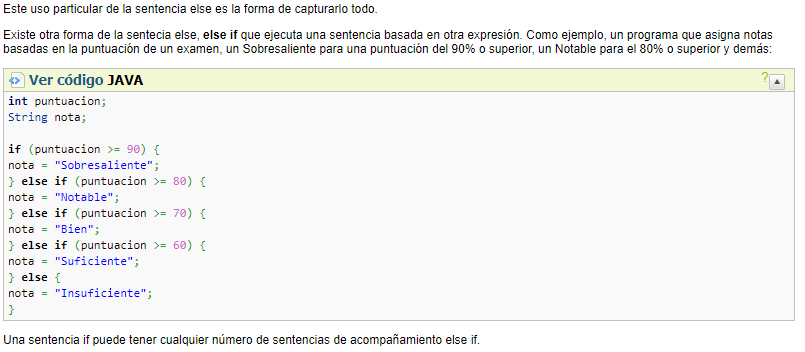 Este uso particular de la sentencia else es la forma de capturarlo todo.
Existe otra forma de la sentecia else, else if que ejecuta una sentencia basada en otra expresión. Como ejemplo, un programa que asigna notas
basadas en la puntuación de un examen, un Sobresaliente para una puntuación del 90% o superior, un Notable para el 80% o superior y demás:
Ver código JAVA ?
int puntuacion;
String nota;
if (puntuacion >= 90) {
nota = "Sobresaliente";
} else if (puntuacion >= 80) {
nota = "Notable";
} else if (puntuacion >= 70) {
nota = "Bien";
} else if (puntuacion >= 60) {
nota = "Suficiente";
} else {
nota = "Insuficiente";
}
Una sentencia if puede tener cualquier número de sentencias de acompañamiento else if.